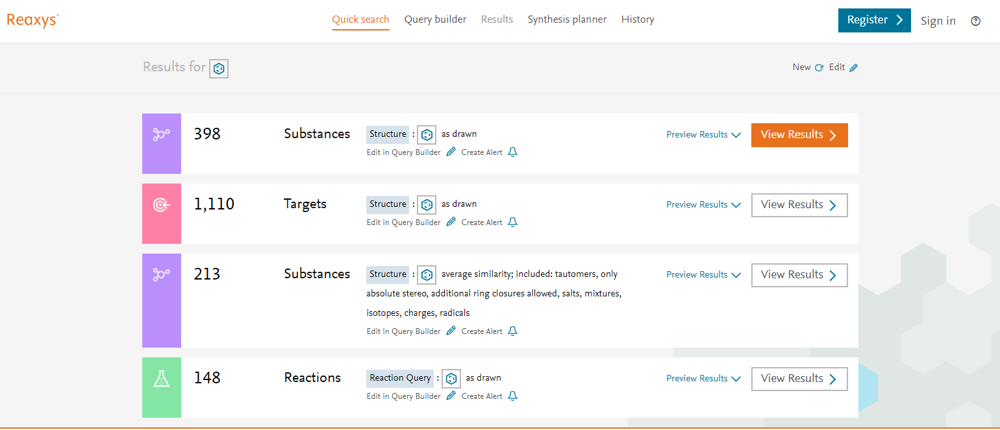 Reaxys®
Quick search Query builder Results Synthesis planner History
Register Sign in ?
Results for
New Edit
398 Substances Structure : as drawn Preview Results View Results
Edit in Query Builder Create Alert
1,110 Targets Structure : as drawn Preview Results View Results
Edit in Query Builder Create Alert
213 Substances Structure : average similarity; included: tautomers, only Preview Results View Results
absolute stereo, additional ring closures allowed, salts, mixtures,
isotopes, charges, radicals
Edit in Query Builder Create Alert
148 Reactions Reaction Query : as drawn Preview Results View Results
Edit in Query Builder Create Alert